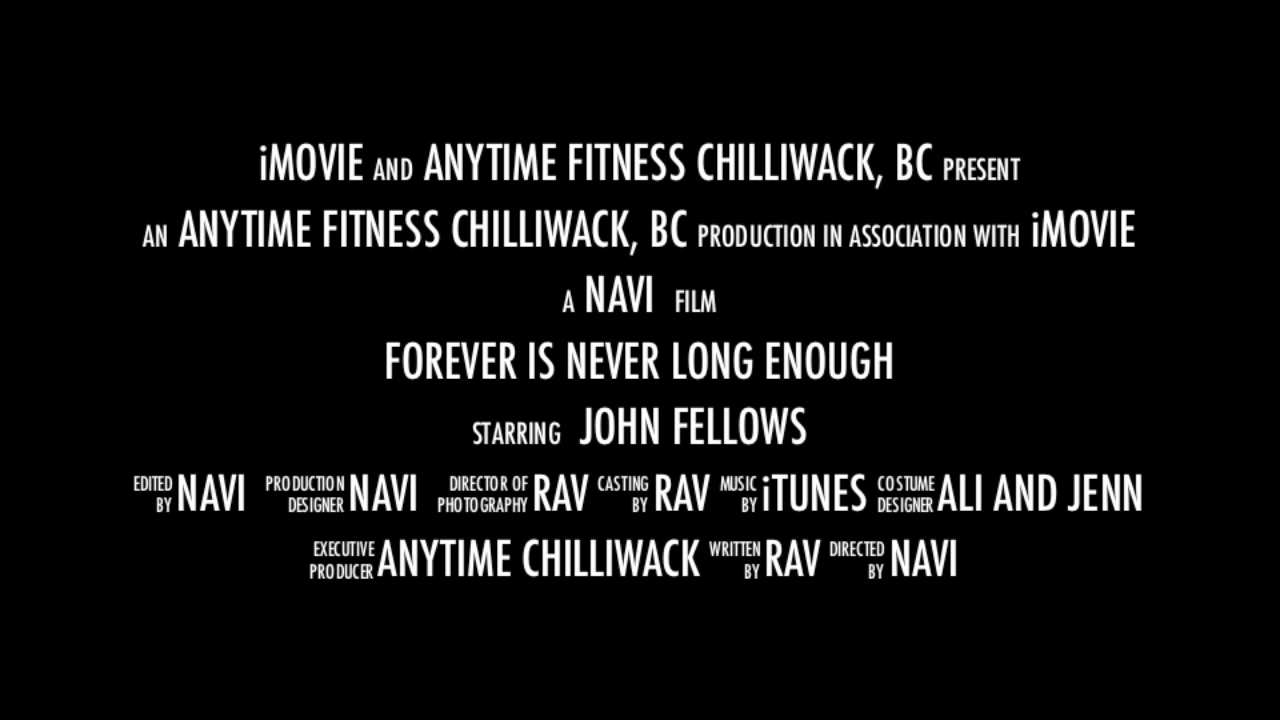 iMOVIE AND ANYTIME FITNESS CHILLIWACK, BC PRESENT
AN ANYTIME FITNESS CHILLIWACK, BC PRODUCTION IN ASSOCIATION WITH iMOVIE
A NAVI FILM
FOREVER IS NEVER LONG ENOUGH
STARRING JOHN FELLOWS
EDITED BY NAVI PRODUCTION DESIGNER NAVI DIRECTOR OF PHOTOGRAPHY RAV CASTING BY RAV MUSIC BY iTUNES COSTUME DESIGNER ALI AND JENN
EXECUTIVE PRODUCER ANYTIME CHILLIWACK WRITTEN BY RAV DIRECTED BY NAVI